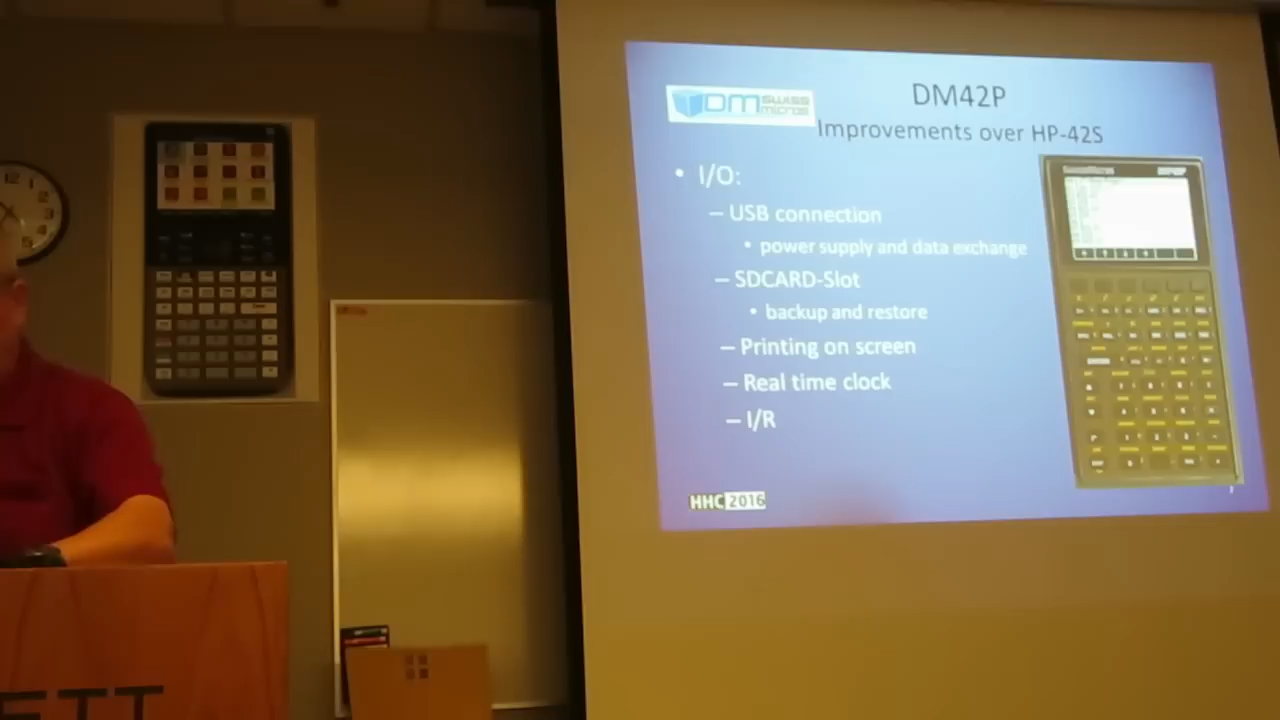 DM swiss micros
DM42P
Improvements over HP-42S
• I/O:
– USB connection
• power supply and data exchange
– SDCARD-Slot
• backup and restore
– Printing on screen
– Real time clock
– I/R
HHC 2016
ETT